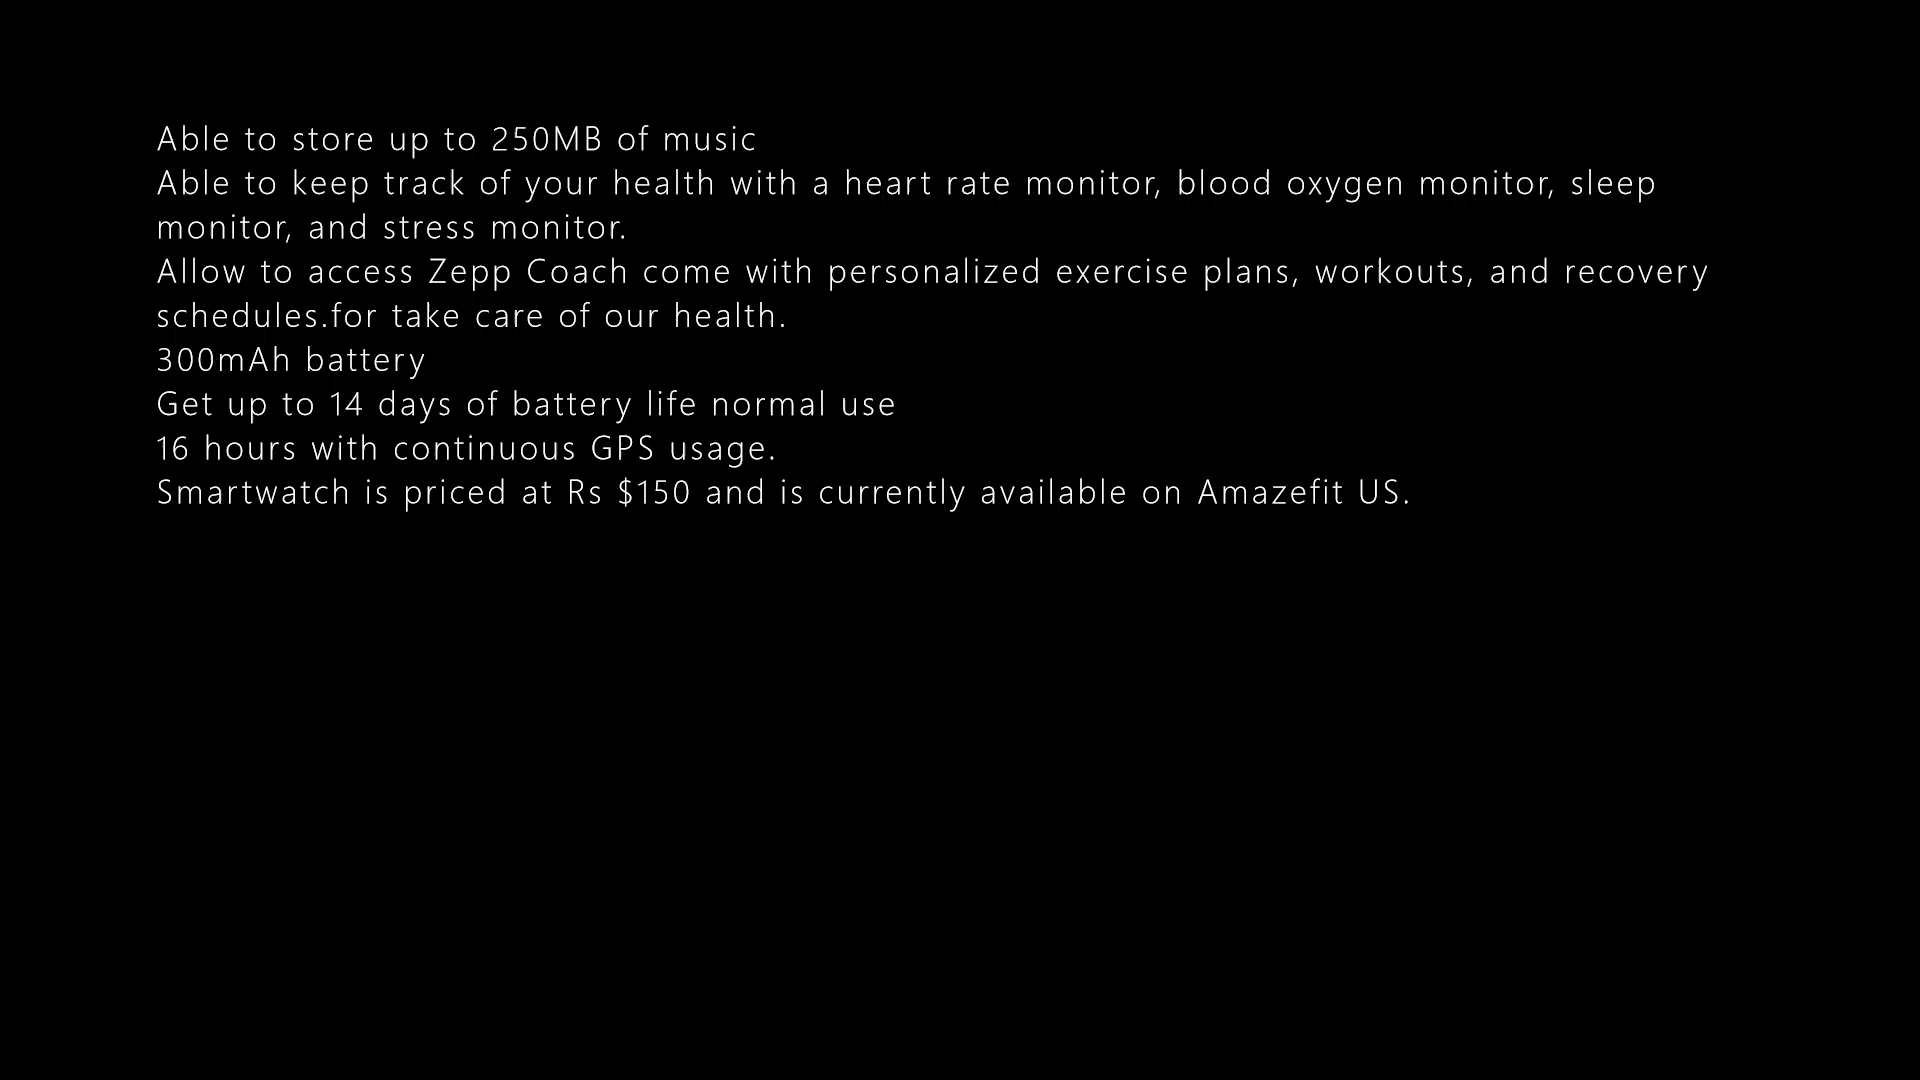 Able to store up to 250MB of music
Able to keep track of your health with a heart rate monitor, blood oxygen monitor, sleep
monitor, and stress monitor.
Allow to access Zepp Coach come with personalized exercise plans, workouts, and recovery
schedules.for take care of our health.
300mAh battery
Get up to 14 days of battery life normal use
16 hours with continuous GPS usage.
Smartwatch is priced at Rs $150 and is currently available on Amazefit US.